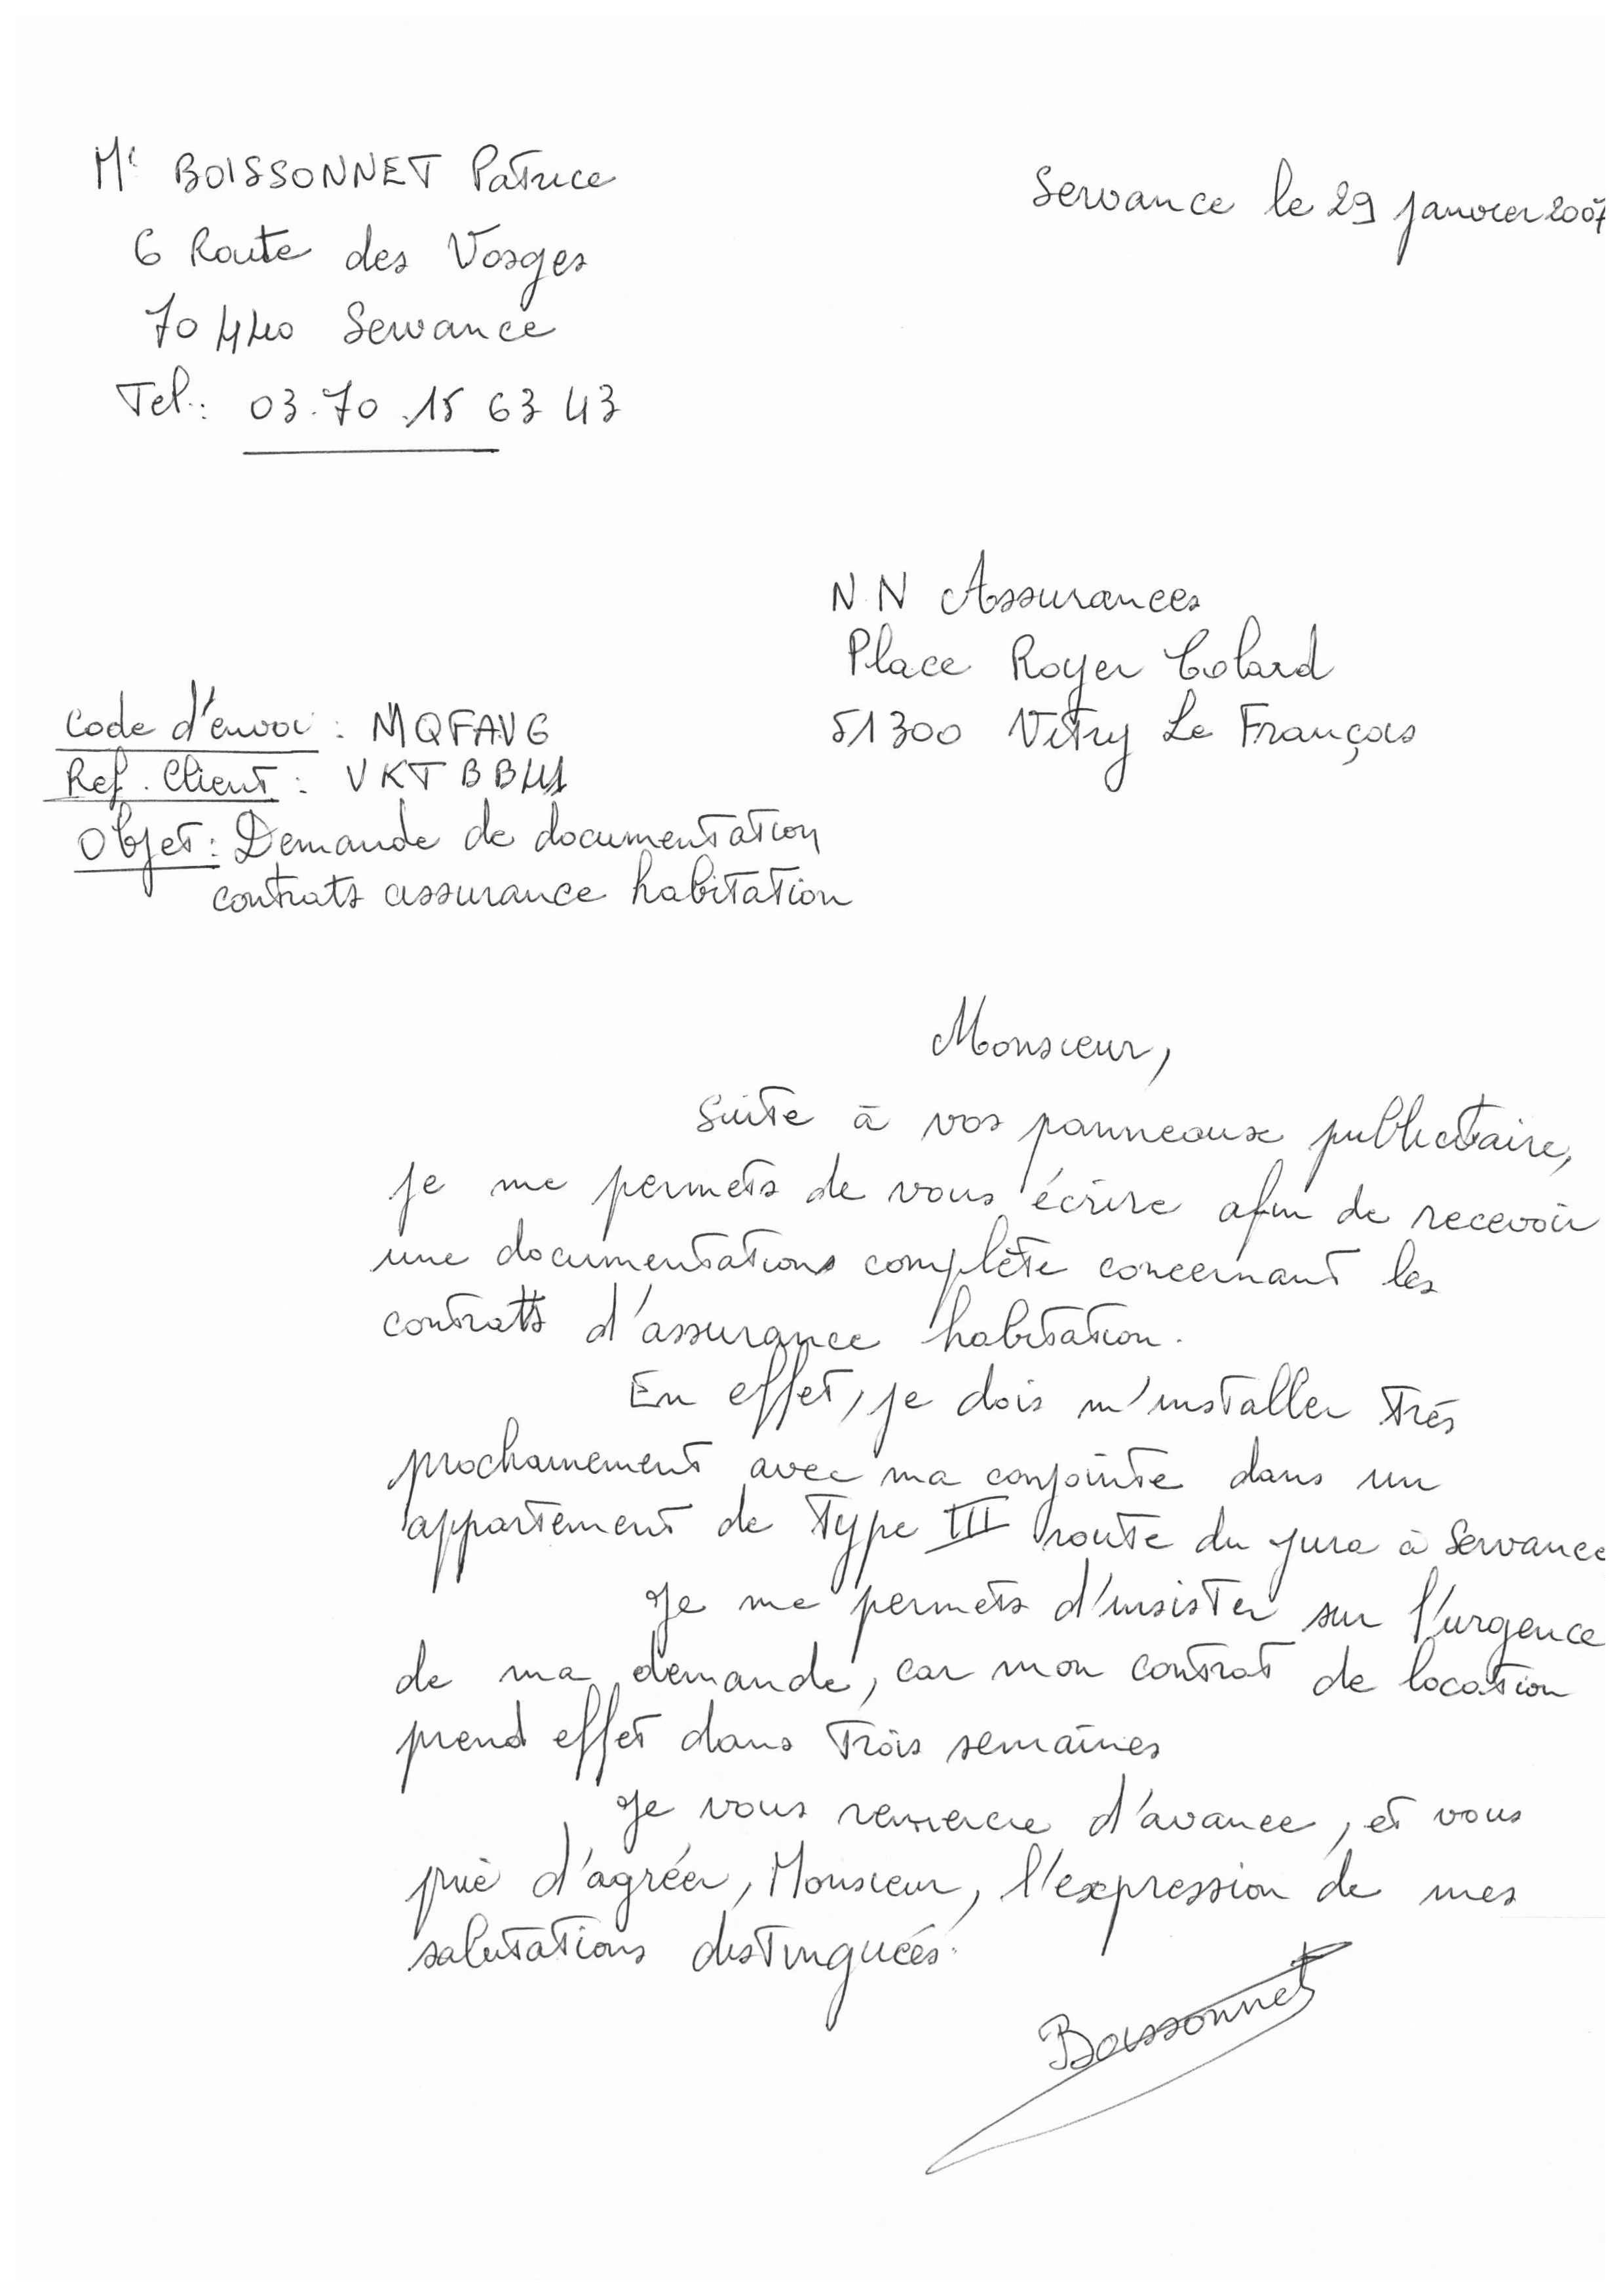 Mr BOISSONNET Patrice
6 Route des Vosges
70440 Servance
Tel.: 03.70.15 63 43
Servance le 29 janvier 2007
N.N Assurances
Place Royer Colard
51300 Vitry Le François
Code d'envoi : MQFAVG
Ref. Client : VKTBB41
Objet : Demande de documentation
contrats assurance habitation
Monsieur,
Suite à vos panneaux publicitaire,
je me permets de vous écrire afin de recevoir
une documentations complète concernant les
contrats d'assurance habitation.
En effet, je dois m'installer très
prochainement avec ma conjointe dans un
appartement de Type III route du jura à Servance
Je me permets d'insister sur l'urgence
de ma demande, car mon contrat de location
prend effet dans trois semaines
Je vous remercie d'avance, et vous
prie d'agréer, Monsieur, l'expression de mes
salutations distinguées.
Boissonnet